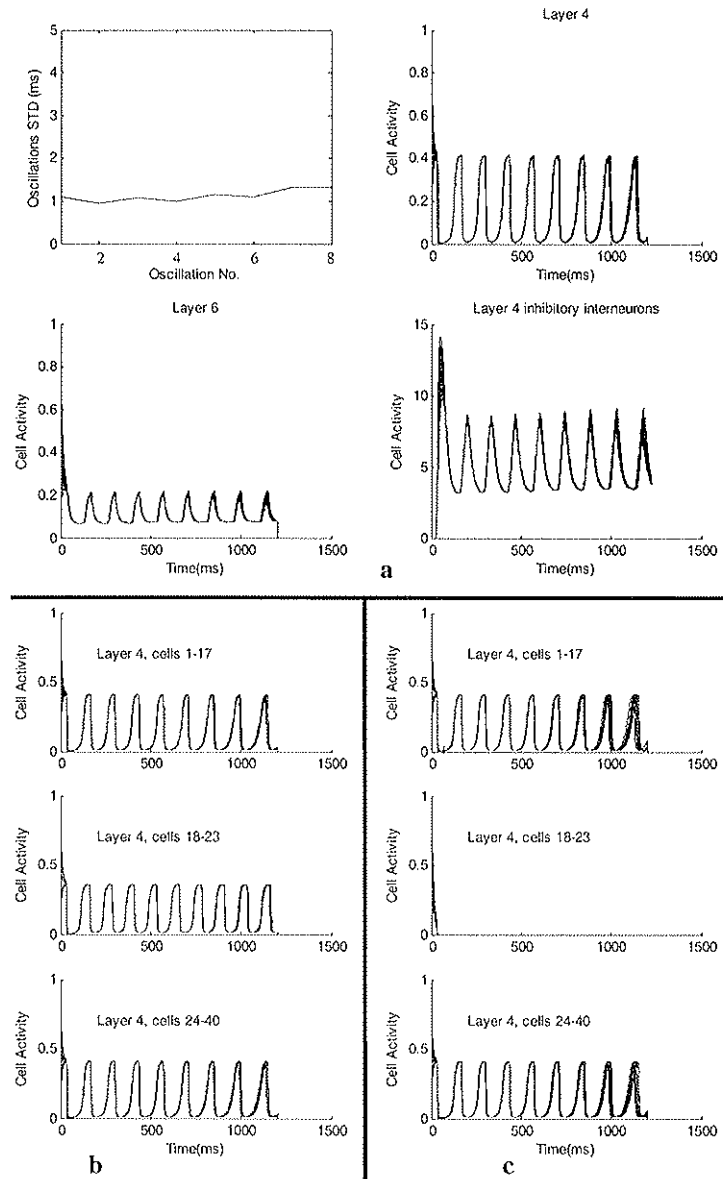 5
4
3
2
1
0
Oscillations STD (ms)
2 4 6 8
Oscillation No.
Layer 4
1
0.8
0.6
0.4
0.2
0
Cell Activity
0 500 1000 1500
Time(ms)
Layer 6
1
0.8
0.6
0.4
0.2
0
Cell Activity
0 500 1000 1500
Time(ms)
Layer 4 inhibitory interneurons
15
10
5
0
Cell Activity
0 500 1000 1500
Time(ms)
a
1
0.5
0
Cell Activity
Layer 4, cells 1-17
0 500 1000 1500
1
0.5
0
Cell Activity
Layer 4, cells 18-23
0 500 1000 1500
1
0.5
0
Cell Activity
Layer 4, cells 24-40
0 500 1000 1500
Time(ms)
b
1
0.5
0
Cell Activity
Layer 4, cells 1-17
0 500 1000 1500
1
0.5
0
Cell Activity
Layer 4, cells 18-23
0 500 1000 1500
1
0.5
0
Cell Activity
Layer 4, cells 24-40
0 500 1000 1500
Time(ms)
c